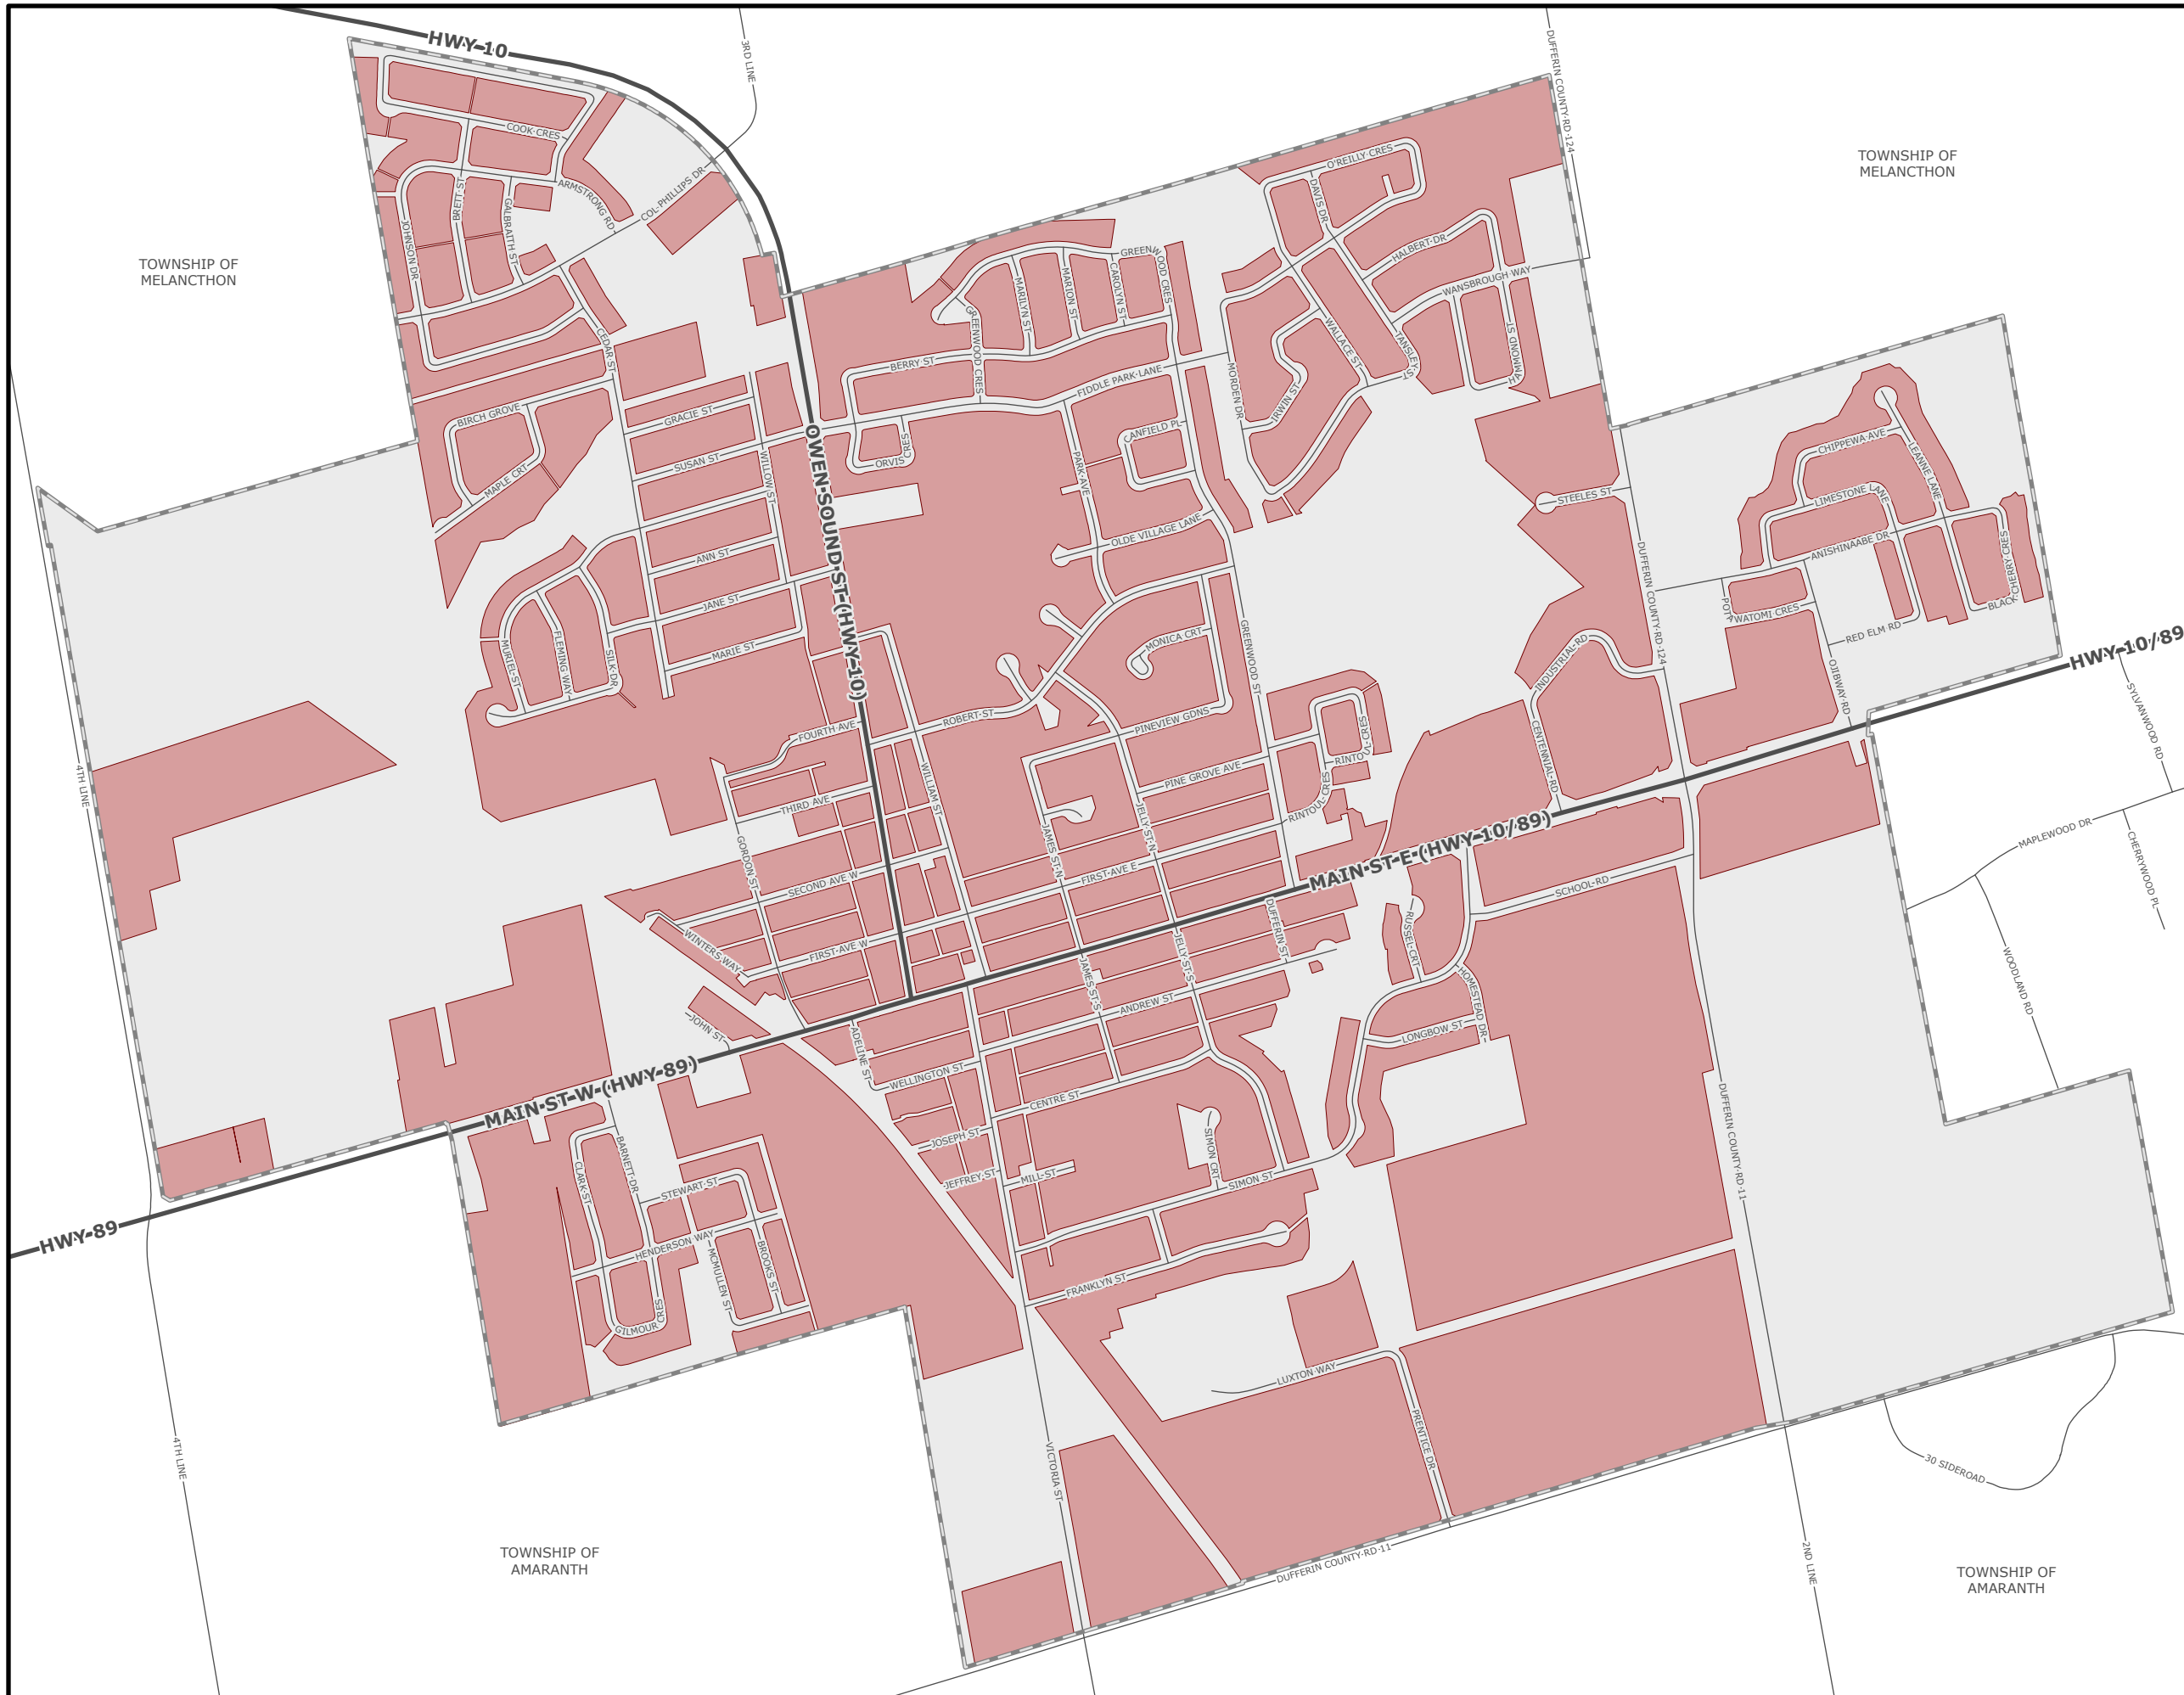 HWY-10
3RD LINE
DUFFERIN COUNTY RD 124
TOWNSHIP OF
MELANCTHON
TOWNSHIP OF
MELANCTHON
COOK CRES
ARMSTRONG RD
COL PHILLIPS DR
BRETT ST
GALBRAITH ST
JOHNSON DR
CEDAR ST
O'REILLY CRES
DAVIS DR
HALBERT DR
WANSBROUGH WAY
HAMMOND ST
TANSLEY ST
WALLACE ST
IRWIN ST
MORDEN DR
GREENWOOD CRES
CAROLYN ST
MARION ST
MARILYN ST
GREENWOOD CRES
BERRY ST
FIDDLE PARK LANE
BIRCH GROVE
MAPLE CRT
GRACIE ST
SUSAN ST
WILLOW ST
ORVIS CRES
CANFIELD PL
PARK AVE
OLDE VILLAGE LANE
OWEN SOUND ST (HWY 10)
ANN ST
JANE ST
MARIE ST
MURIEL ST
FLEMING WAY
SILK DR
STEELES ST
DUFFERIN COUNTY RD 124
CHIPPEWA AVE
LEANNE LANE
LIMESTONE LANE
ANISHINAABE DR
BLACK CHERRY CRES
POTTAWATOMI CRES
RED ELM RD
OJIBWAY RD
HWY-10/89
SYLVANWOOD RD
MAPLEWOOD DR
CHERRYWOOD PL
WOODLAND RD
INDUSTRIAL RD
CENTENNIAL RD
MONICA CRT
GREENWOOD ST
PINEVIEW GDNS
ROBERT ST
FOURTH AVE
THIRD AVE
WILLIAM ST
PINE GROVE AVE
RINTOUL CRES
RINTOUL CRES
JAMES ST N
JELLY ST N
GORDON ST
SECOND AVE W
FIRST AVE E
FIRST AVE W
WINTERS WAY
MAIN ST E (HWY 10/89)
SCHOOL RD
DUFFERIN ST
RUSSEL CRT
HOMESTEAD DR
LONGBOW ST
JAMES ST S
JELLY ST S
ANDREW ST
JOHN ST
ADELINE ST
WELLINGTON ST
CENTRE ST
JOSEPH ST
JEFFREY ST
MILL ST
SIMON CRT
SIMON ST
FRANKLYN ST
MAIN ST W (HWY 89)
HWY-89
4TH LINE
4TH LINE
BARNETT DR
CLARK ST
STEWART ST
HENDERSON WAY
MCMULLEN ST
BROOKS ST
GILMOUR CRES
LUXTON WAY
PRENTICE DR
VICTORIA ST
DUFFERIN COUNTY RD 11
DUFFERIN COUNTY RD 11
30 SIDEROAD
2ND LINE
TOWNSHIP OF
AMARANTH
TOWNSHIP OF
AMARANTH